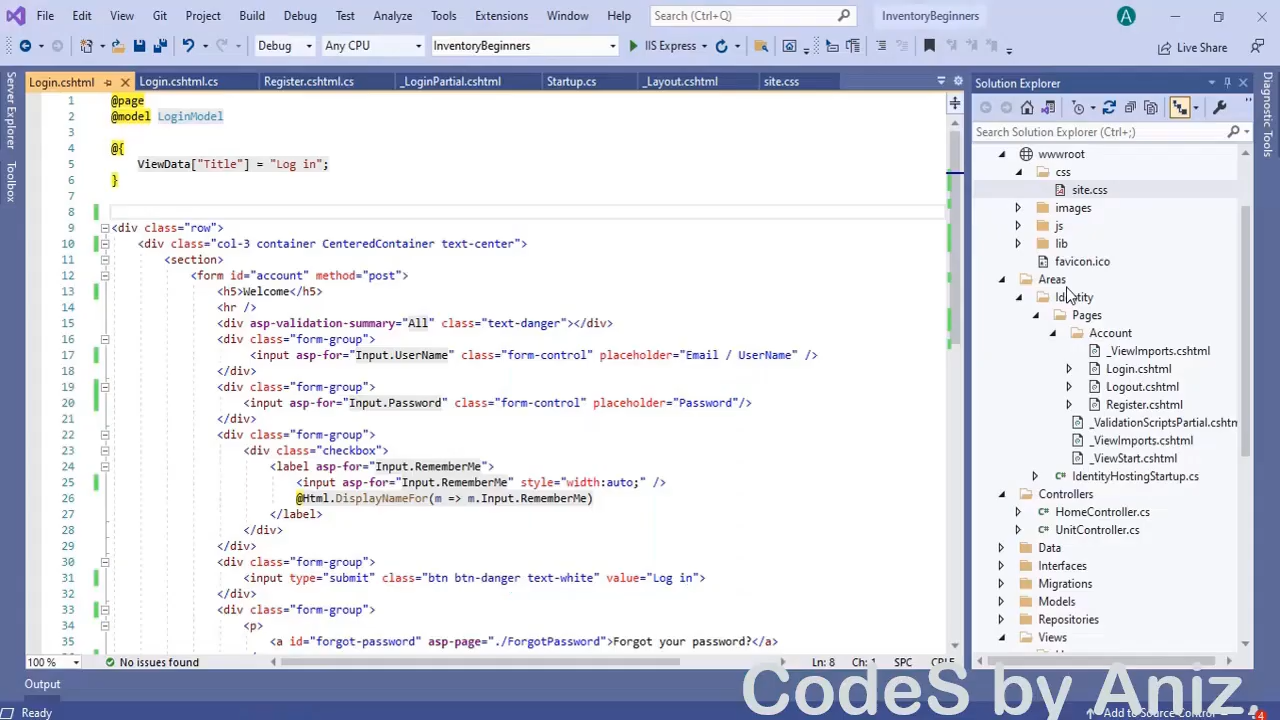 File Edit View Git Project Build Debug Test Analyze Tools Extensions Window Help Search (Ctrl+Q) InventoryBeginners A
Debug Any CPU InventoryBeginners IIS Express Live Share
Login.cshtml Login.cshtml.cs Register.cshtml.cs _LoginPartial.cshtml Startup.cs _Layout.cshtml site.css
Server Explorer
Toolbox
1 @page
2 @model LoginModel
3
4 @{
5 ViewData["Title"] = "Log in";
6 }
7
8
9 <div class="row">
10 <div class="col-3 container CenteredContainer text-center">
11 <section>
12 <form id="account" method="post">
13 <h5>Welcome</h5>
14 <hr />
15 <div asp-validation-summary="All" class="text-danger"></div>
16 <div class="form-group">
17 <input asp-for="Input.UserName" class="form-control" placeholder="Email / UserName" />
18 </div>
19 <div class="form-group">
20 <input asp-for="Input.Password" class="form-control" placeholder="Password"/>
21 </div>
22 <div class="form-group">
23 <div class="checkbox">
24 <label asp-for="Input.RememberMe">
25 <input asp-for="Input.RememberMe" style="width:auto;" />
26 @Html.DisplayNameFor(m => m.Input.RememberMe)
27 </label>
28 </div>
29 </div>
30 <div class="form-group">
31 <input type="submit" class="btn btn-danger text-white" value="Log in">
32 </div>
33 <div class="form-group">
34 <p>
35 <a id="forgot-password" asp-page="./ForgotPassword">Forgot your password?</a>
100 % No issues found Ln: 8 Ch: 1 SPC CRLF
Solution Explorer
Search Solution Explorer (Ctrl+;)
wwwroot
css
site.css
images
js
lib
favicon.ico
Areas
Identity
Pages
Account
_ViewImports.cshtml
Login.cshtml
Logout.cshtml
Register.cshtml
_ValidationScriptsPartial.cshtm
_ViewImports.cshtml
_ViewStart.cshtml
IdentityHostingStartup.cs
Controllers
HomeController.cs
UnitController.cs
Data
Interfaces
Migrations
Models
Repositories
Views
Diagnostic Tools
Output
CodeS by Aniz
Ready Add to Source Control 4